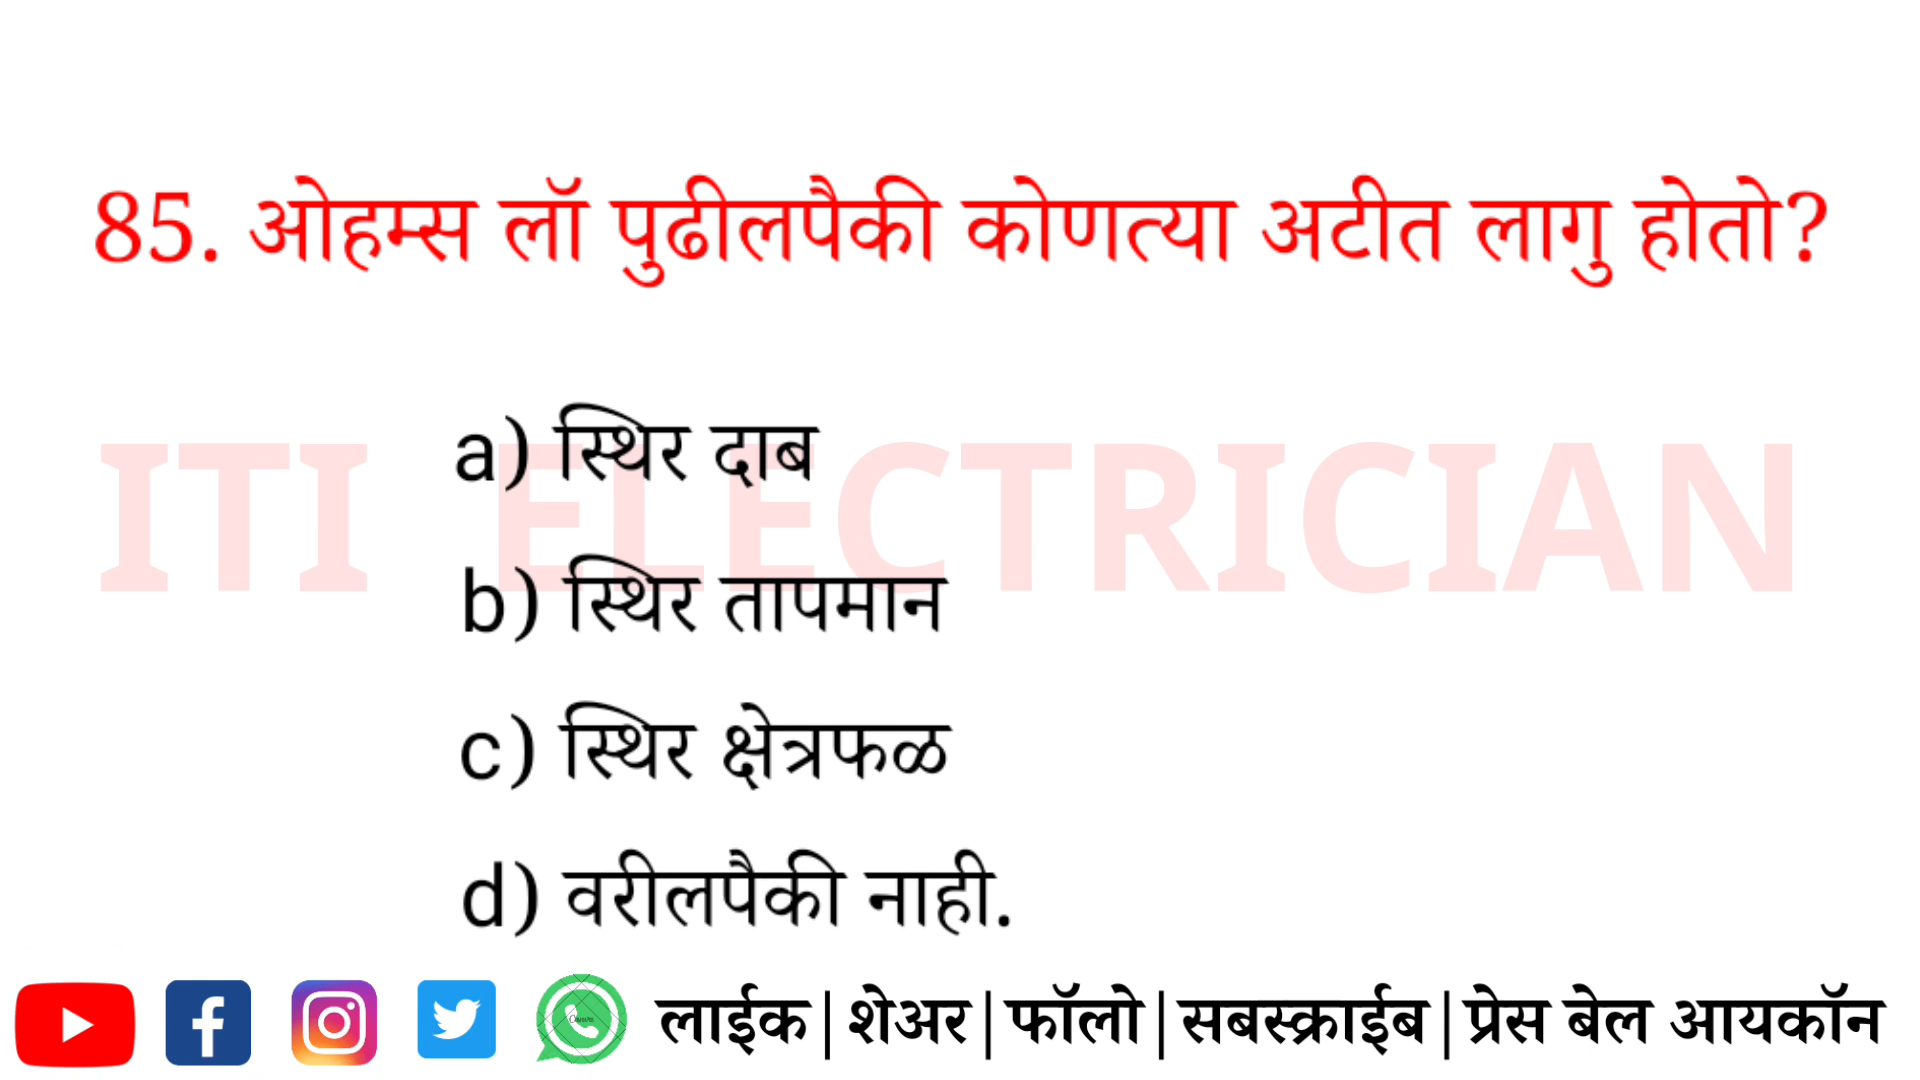 85. ओहम्स लॉ पुढीलपैकी कोणत्या अटीत लागु होतो?
ITI ELECTRICIAN
a) स्थिर दाब
b) स्थिर तापमान
c) स्थिर क्षेत्रफळ
d) वरीलपैकी नाही.
लाईक|शेअर|फॉलो|सबस्क्राईब|प्रेस बेल आयकॉन